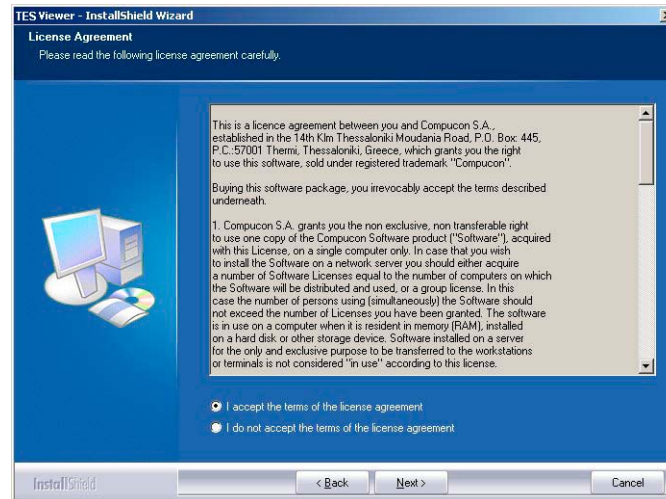 TES Viewer - InstallShield Wizard
License Agreement
Please read the following license agreement carefully.
This is a licence agreement between you and Compucon S.A.,
established in the 14th Klm Thessaloniki Moudania Road, P.O. Box: 445,
P.C.:57001 Thermi, Thessaloniki, Greece, which grants you the right
to use this software, sold under registered trademark "Compucon".
Buying this software package, you irrevocably accept the terms described
underneath.
1. Compucon S.A. grants you the non exclusive, non transferable right
to use one copy of the Compucon Software product ("Software"), acquired
with this License, on a single computer only. In case that you wish
to install the Software on a network server you should either acquire
a number of Software Licenses equal to the number of computers on which
the Software will be distributed and used, or a group license. In this
case the number of persons using (simultaneously) the Software should
not exceed the number of Licenses you have been granted. The software
is in use on a computer when it is resident in memory (RAM), installed
on a hard disk or other storage device. Software installed on a server
for the only and exclusive purpose to be transferred to the workstations
or terminals is not considered "in use" according to this license.
I accept the terms of the license agreement
I do not accept the terms of the license agreement
InstallShield
< Back
Next >
Cancel